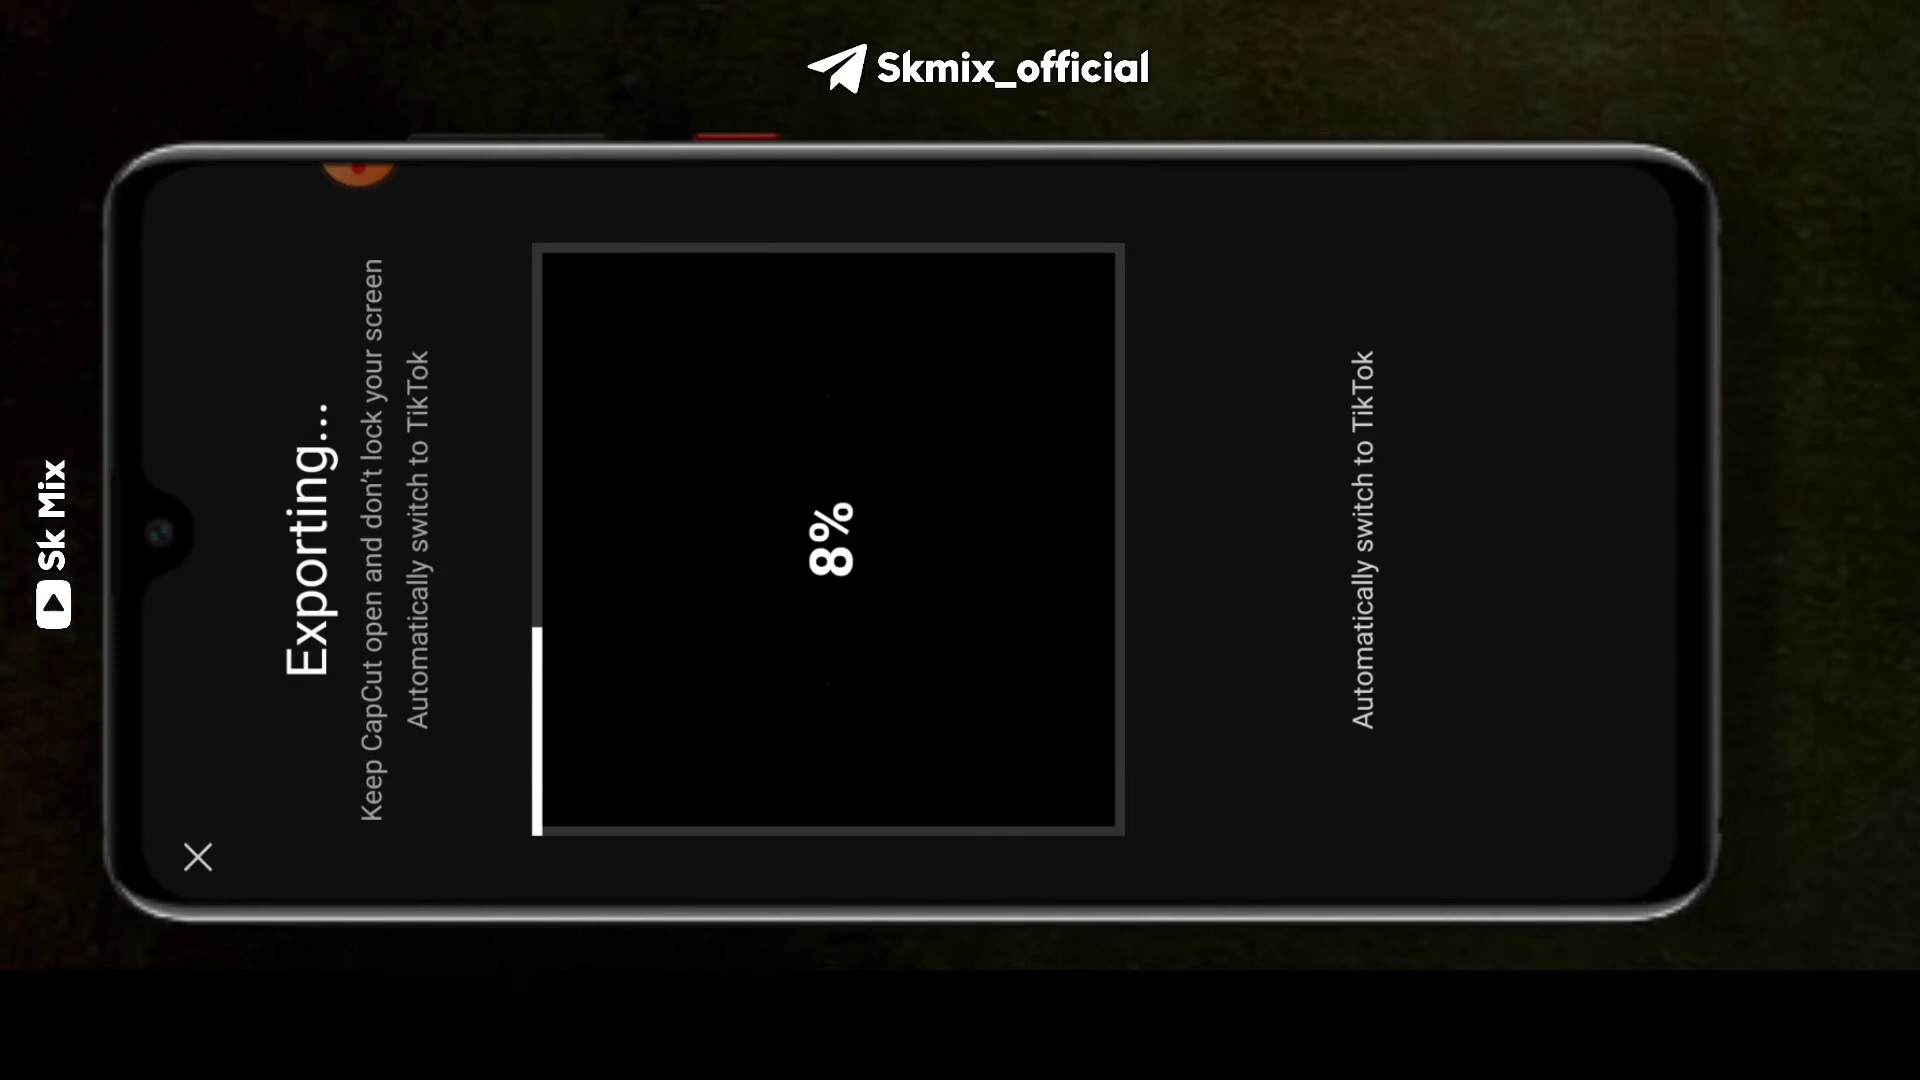 Skmix_official
Sk Mix
Exporting...
Keep CapCut open and don't lock your screen
Automatically switch to TikTok
8%
Automatically switch to TikTok